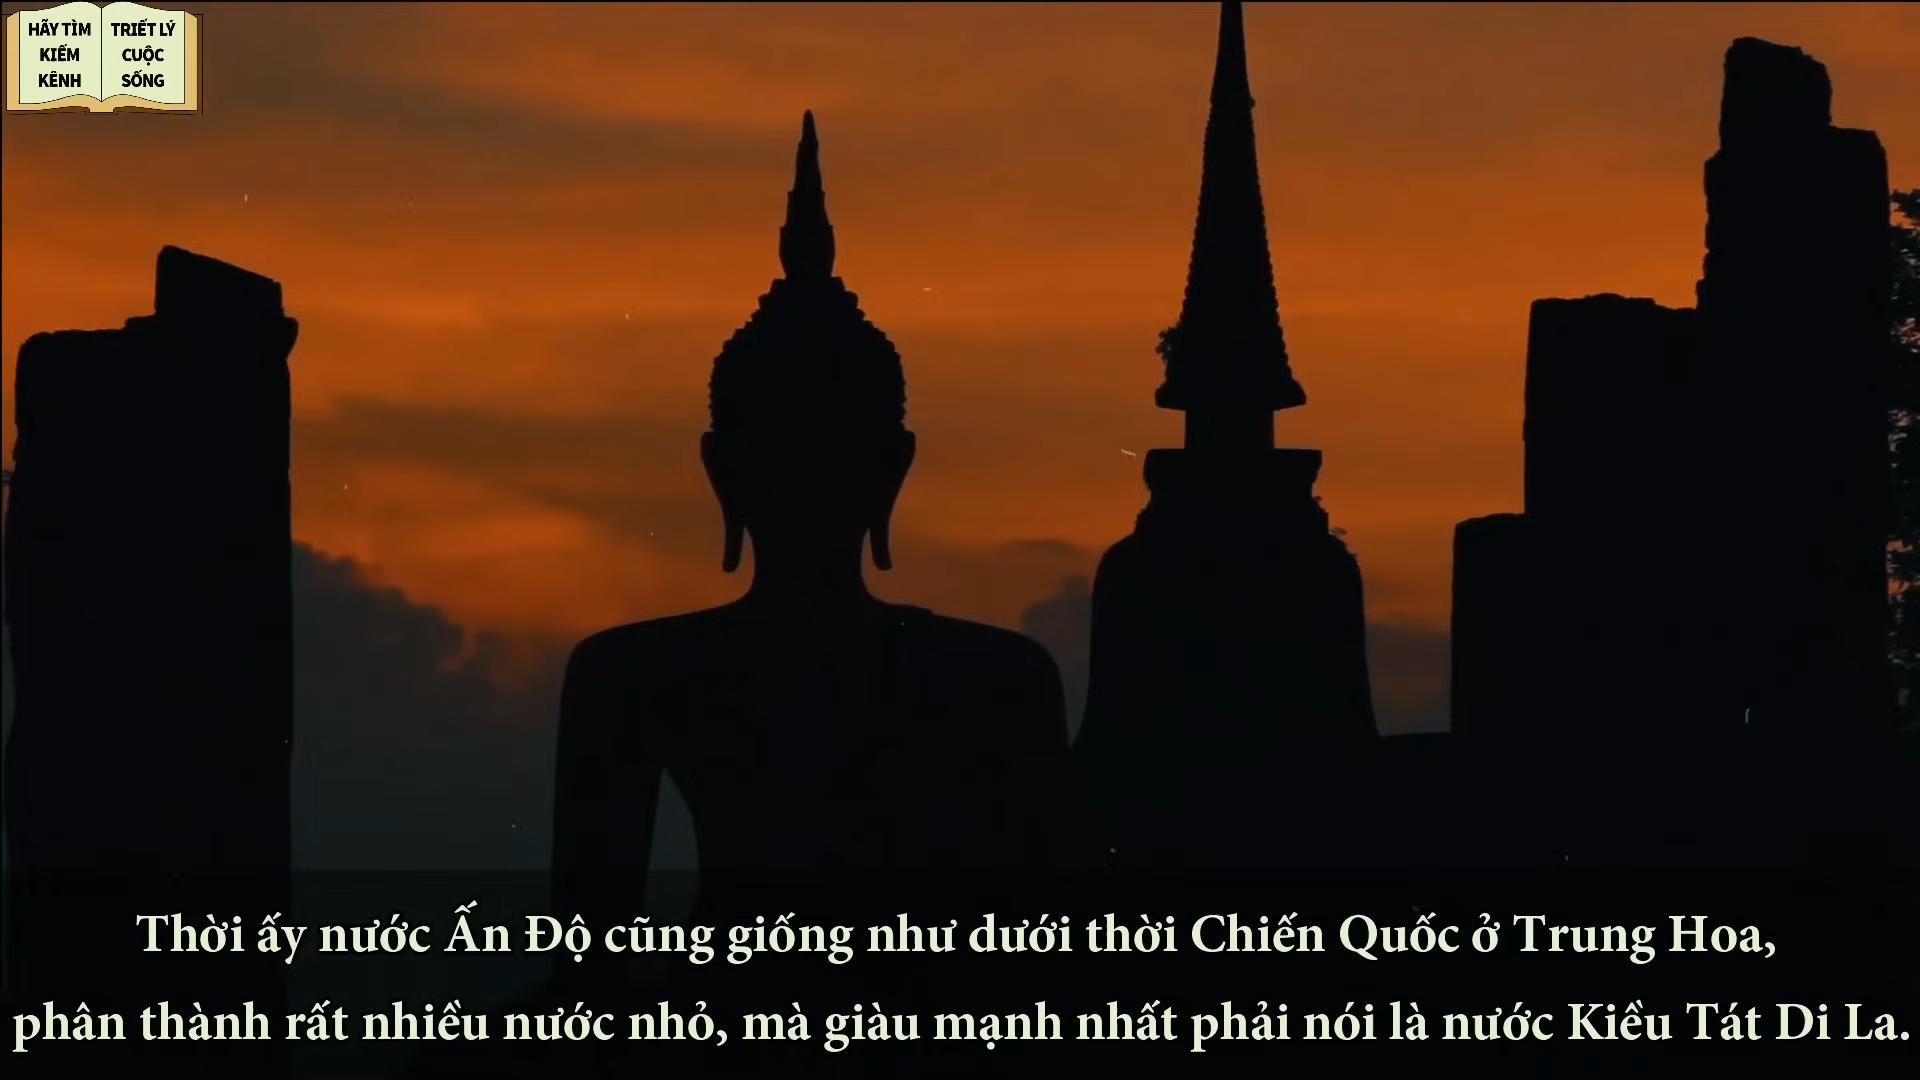 HÃY TÌM
KIẾM
KÊNH
TRIẾT LÝ
CUỘC
SỐNG
Thời ấy nước Ấn Độ cũng giống như dưới thời Chiến Quốc ở Trung Hoa,
phân thành rất nhiều nước nhỏ, mà giàu mạnh nhất phải nói là nước Kiều Tát Di La.